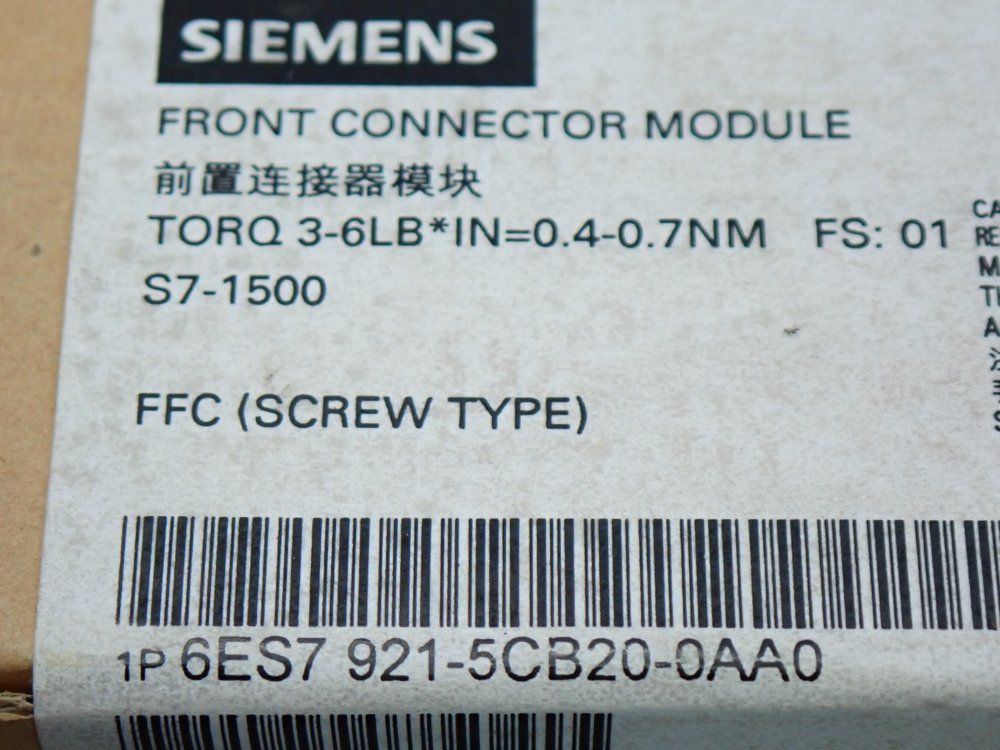 SIEMENS
FRONT CONNECTOR MODULE
前置连接器模块
TORQ 3-6LB*IN=0.4-0.7NM FS: 01
S7-1500
FFC (SCREW TYPE)
1P 6ES7 921-5CB20-0AA0